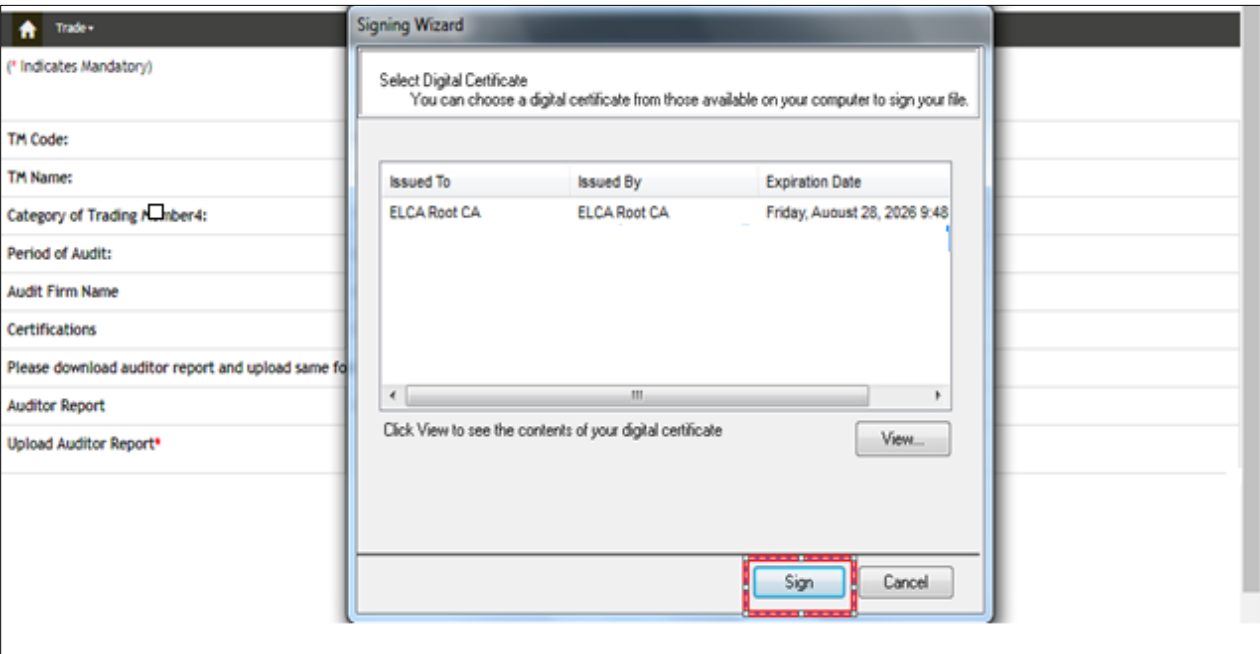 Trade
Signing Wizard
(* Indicates Mandatory)
Select Digital Certificate
You can choose a digital certificate from those available on your computer to sign your file.
TM Code:
TM Name:
Category of Trading mber4:
Period of Audit:
Audit Firm Name
Certifications
Please download auditor report and upload same fo
Auditor Report
Upload Auditor Report*
Issued To Issued By Expiration Date
ELCA Root CA ELCA Root CA Friday, August 28, 2026 9:48
Click View to see the contents of your digital certificate
View...
Sign Cancel